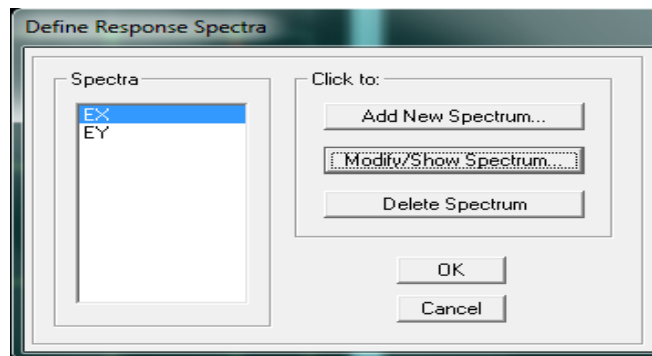 Define Response Spectra
Spectra
EX
EY
Click to:
Add New Spectrum...
Modify/Show Spectrum...
Delete Spectrum
OK
Cancel